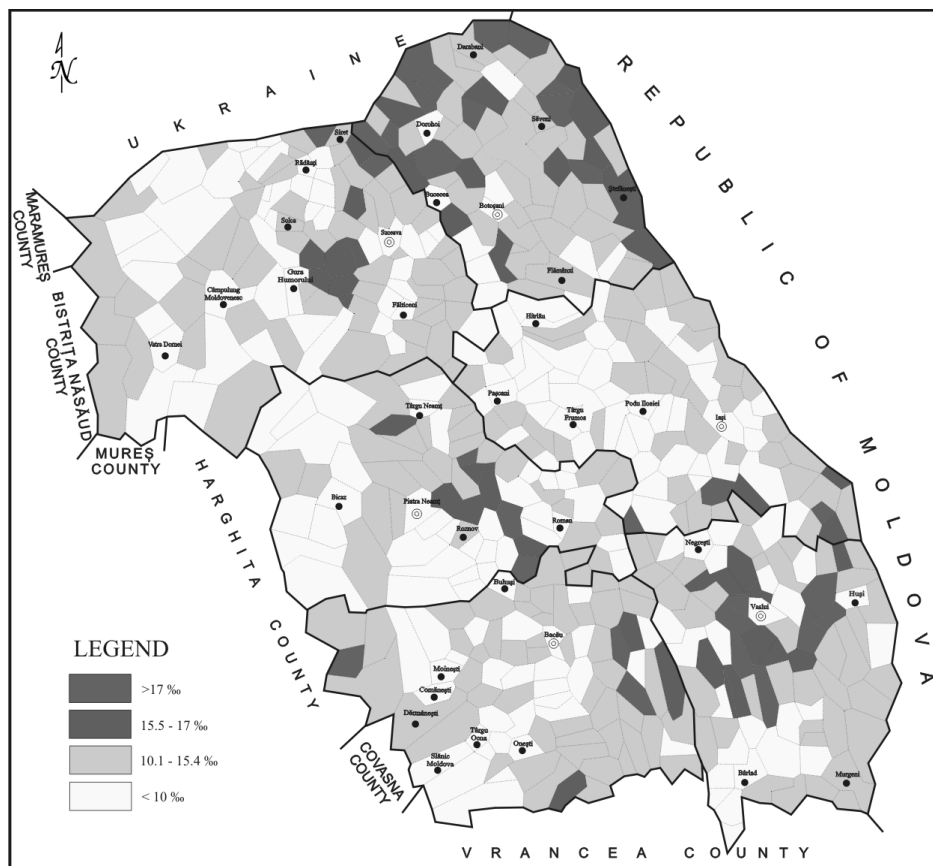 N
U K R A I N E
R E P U B L I C O F M O L D O V A
Darabani
Dorohoi
Săveni
Siret
Rădăuți
Ștefănești
Bucecea
Botoșani
Solca
Suceava
MARAMUREȘ
COUNTY
BISTRIȚA NĂSĂUD
COUNTY
Gura
Humorului
Flămânzi
Câmpulung
Moldovenesc
Fălticeni
Hârlău
Vatra Dornei
Pașcani
Târgu
Frumos
Podu Iloaiei
Târgu Neamț
Iași
MUREȘ
COUNTY
H A R G H I T A C O U N T Y
Bicaz
Piatra Neamț
Roman
Roznov
Negrești
Buhuși
Huși
Vaslui
Bacău
LEGEND
>17 ‰
15.5 - 17 ‰
10.1 - 15.4 ‰
< 10 ‰
Moinești
Comănești
Dărmănești
Târgu
Ocna
Onești
Slănic
Moldova
COVASNA
COUNTY
Bârlad
Murgeni
V R A N C E A C O U N T Y